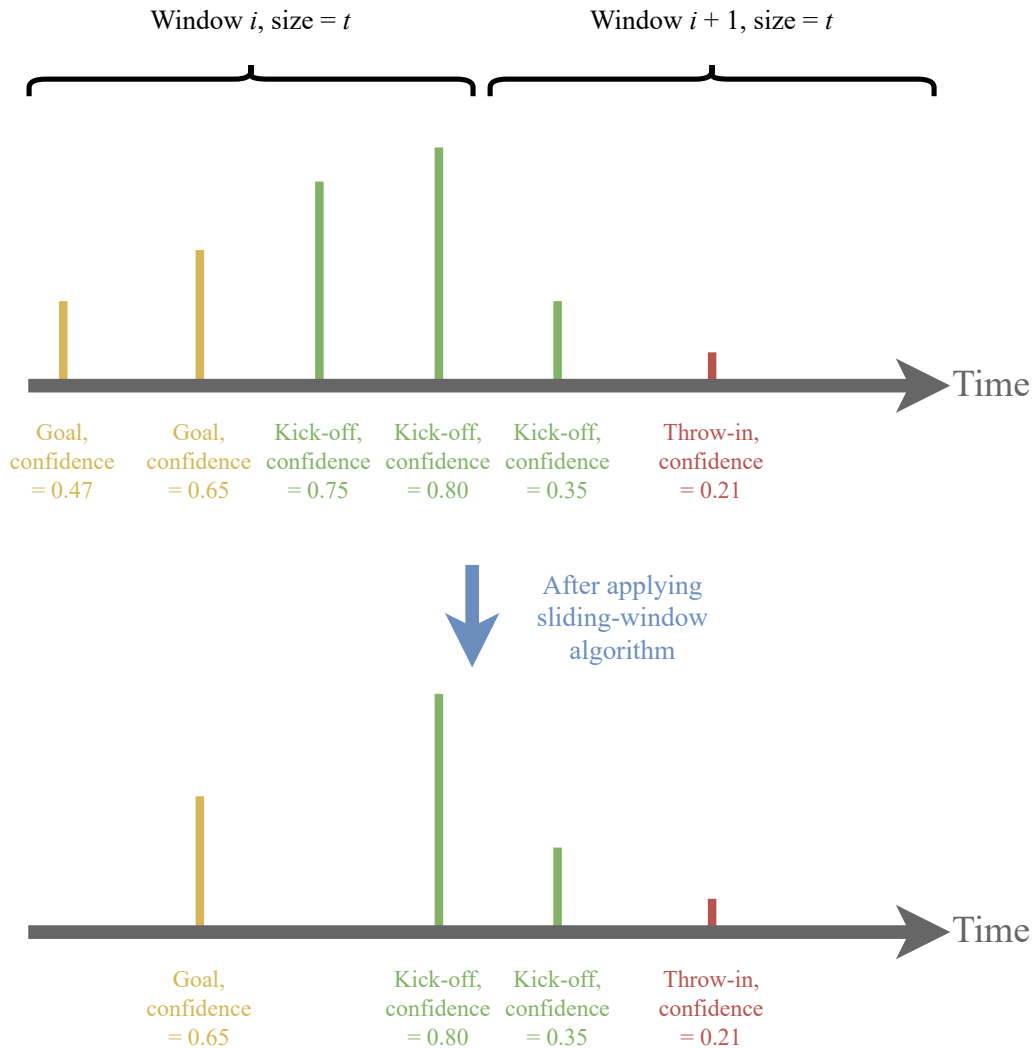 Window i, size = t
Window i + 1, size = t
Time
Goal,
confidence
= 0.47
Goal,
confidence
= 0.65
Kick-off,
confidence
= 0.75
Kick-off,
confidence
= 0.80
Kick-off,
confidence
= 0.35
Throw-in,
confidence
= 0.21
After applying
sliding-window
algorithm
Time
Goal,
confidence
= 0.65
Kick-off,
confidence
= 0.80
Kick-off,
confidence
= 0.35
Throw-in,
confidence
= 0.21